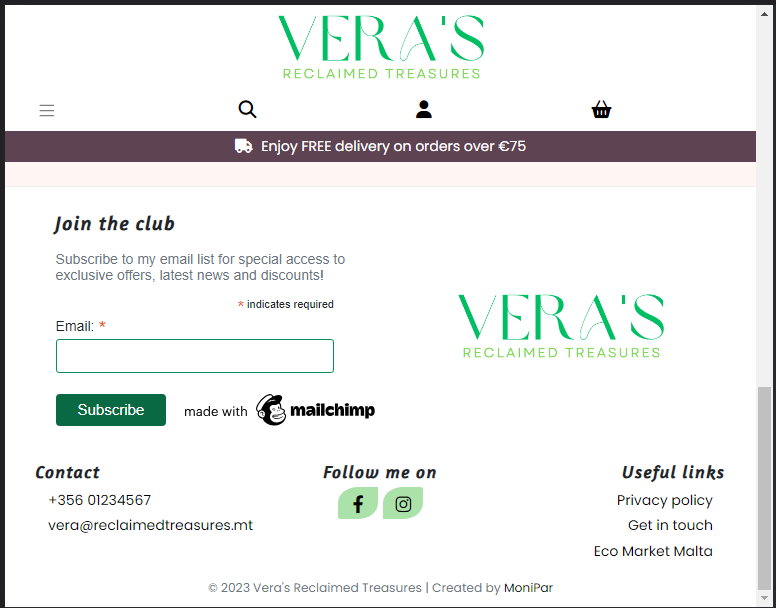 VERA'S
RECLAIMED TREASURES
Enjoy FREE delivery on orders over €75
Join the club
Subscribe to my email list for special access to
exclusive offers, latest news and discounts!
* indicates required
Email: *
Subscribe
made with mailchimp
VERA'S
RECLAIMED TREASURES
Contact
+356 01234567
vera@reclaimedtreasures.mt
Follow me on
Useful links
Privacy policy
Get in touch
Eco Market Malta
© 2023 Vera's Reclaimed Treasures | Created by MoniPar